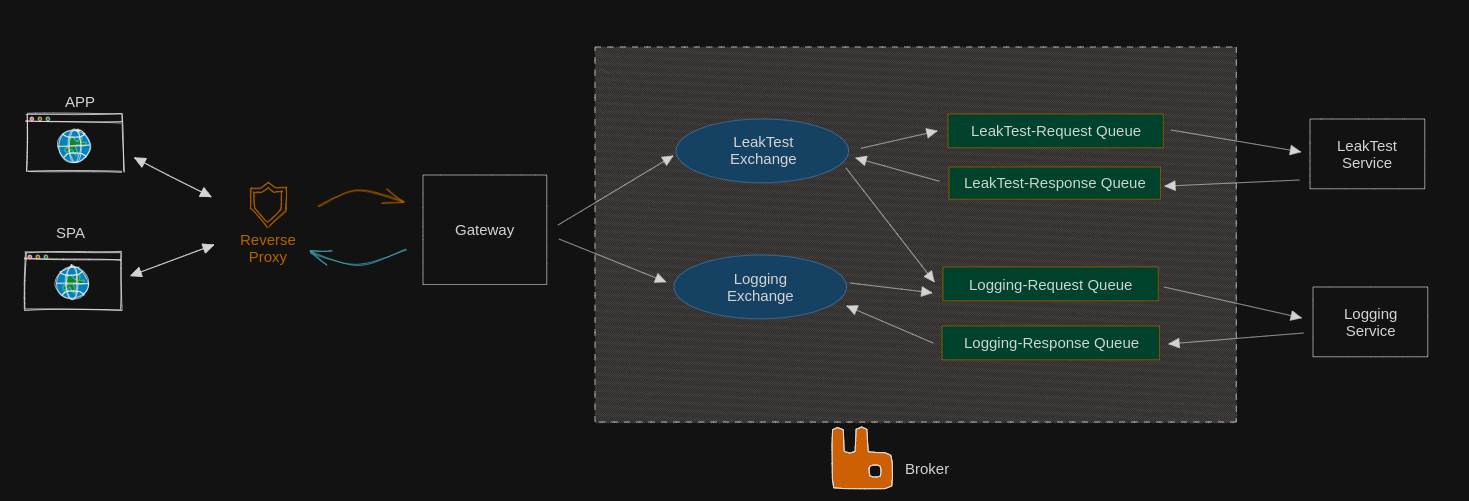 APP
SPA
Reverse
Proxy
Gateway
LeakTest
Exchange
Logging
Exchange
LeakTest-Request Queue
LeakTest-Response Queue
Logging-Request Queue
Logging-Response Queue
LeakTest
Service
Logging
Service
Broker